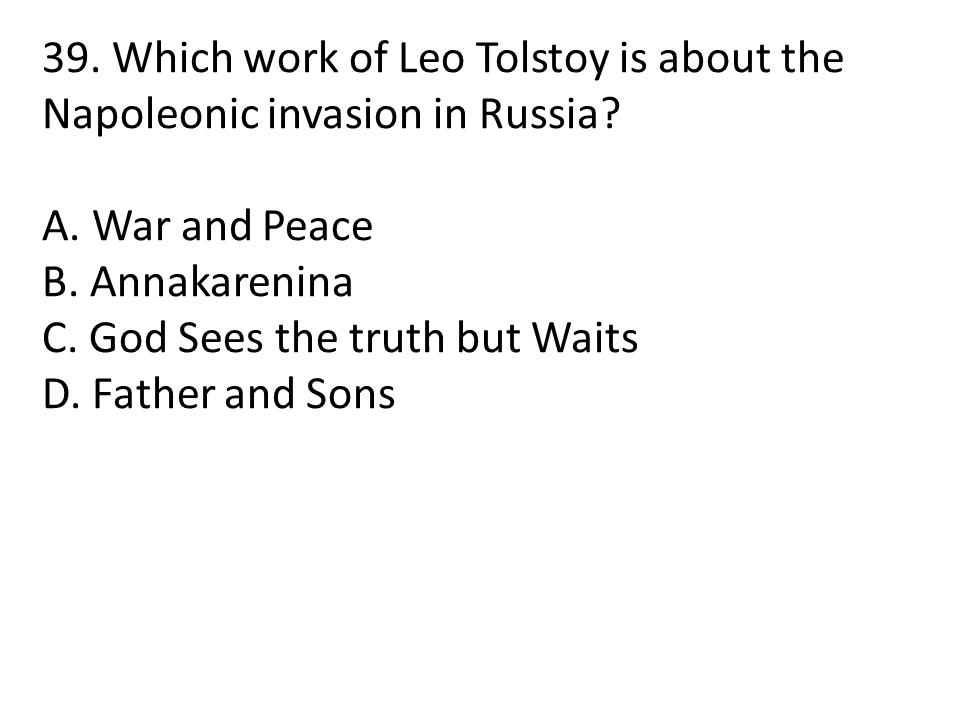 39. Which work of Leo Tolstoy is about the
Napoleonic invasion in Russia?
A. War and Peace
B. Annakarenina
C. God Sees the truth but Waits
D. Father and Sons